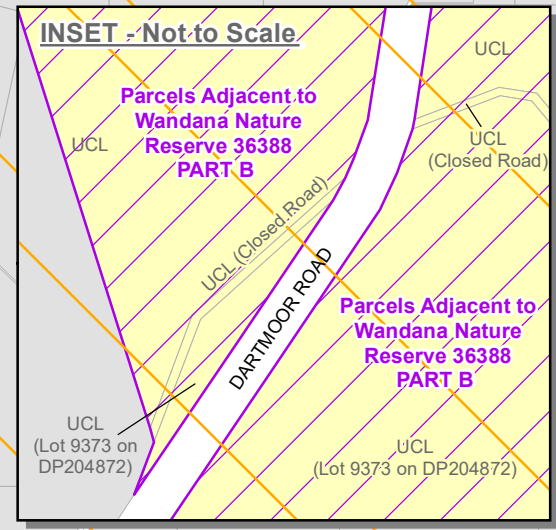 INSET - Not to Scale
UCL
Parcels Adjacent to
Wandana Nature
Reserve 36388
PART B
UCL
UCL
(Closed Road)
UCL (Closed Road)
DARTMOOR ROAD
Parcels Adjacent to
Wandana Nature
Reserve 36388
PART B
UCL
(Lot 9373 on
DP204872)
UCL
(Lot 9373 on DP204872)